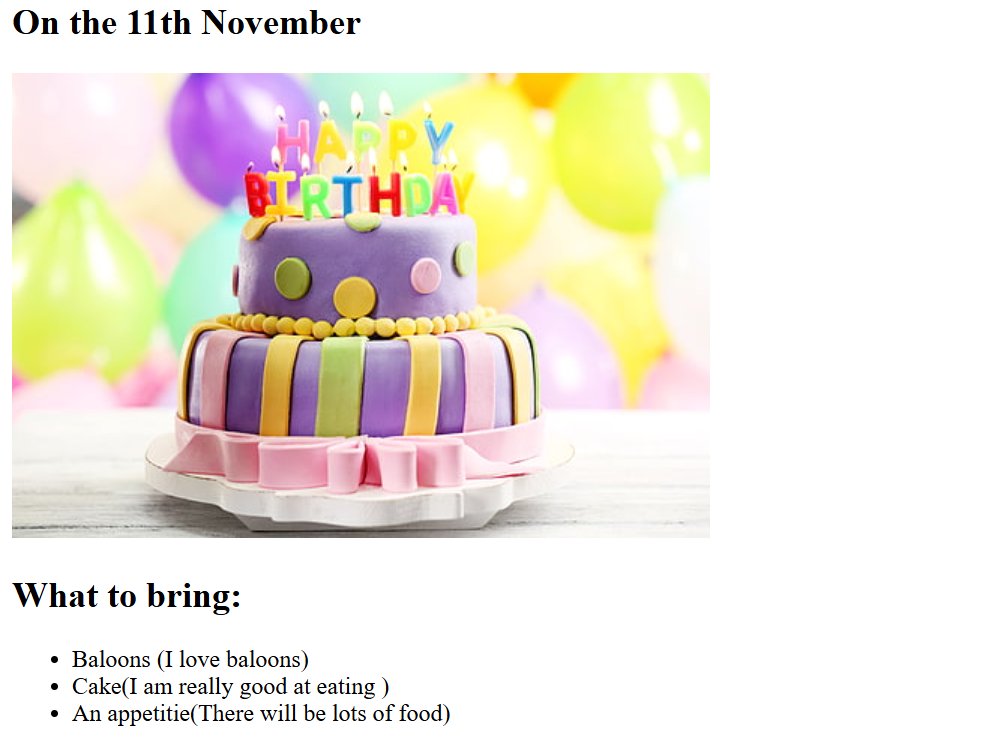 On the 11th November
HAPPY
BIRTHDAY
What to bring:
Baloons (I love baloons)
Cake(I am really good at eating )
An appetitie(There will be lots of food)